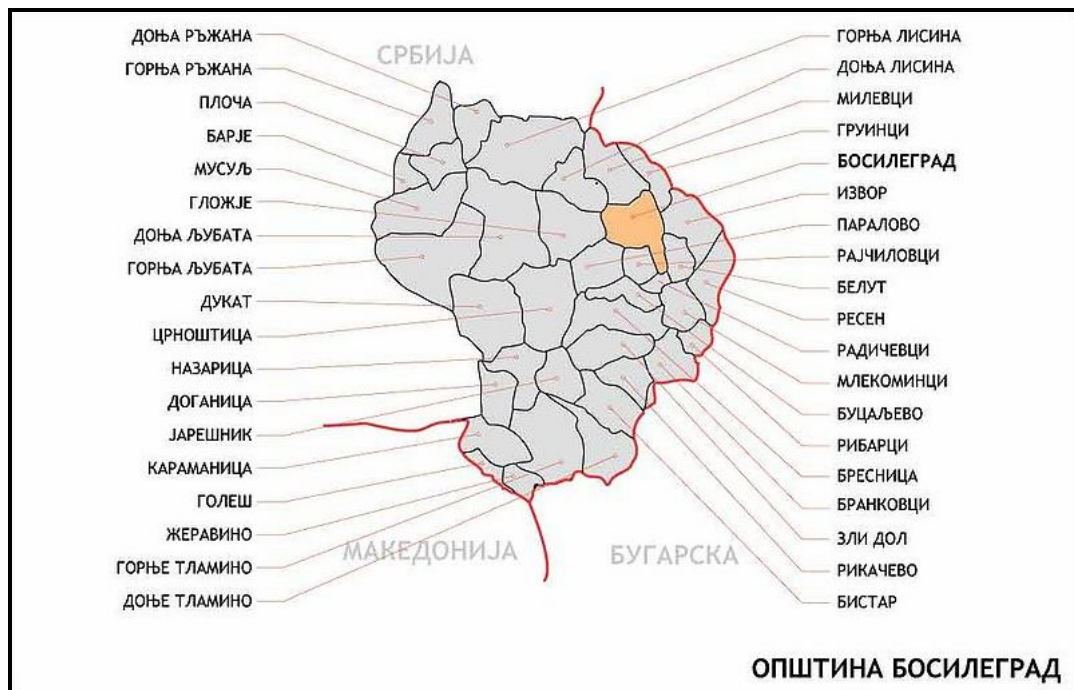 СРБИЈА
ДОЊА РЪЖАНА
ГОРЊА РЪЖАНА
ПЛОЧА
БАРЈЕ
МУСУЉ
ГЛОЖЈЕ
ДОЊА ЉУБАТА
ГОРЊА ЉУБАТА
ДУКАТ
ЦРНОШТИЦА
НАЗАРИЦА
ДОГАНИЦА
ЈАРЕШНИК
КАРАМАНИЦА
ГОЛЕШ
ЖЕРАВИНО
ГОРЊЕ ТЛАМИНО
ДОЊЕ ТЛАМИНО
ГОРЊА ЛИСИНА
ДОЊА ЛИСИНА
МИЛЕВЦИ
ГРУИНЦИ
БОСИЛЕГРАД
ИЗВОР
ПАРАЛОВО
РАЈЧИЛОВЦИ
БЕЛУТ
РЕСЕН
РАДИЧЕВЦИ
МЛЕКОМИНЦИ
БУЦАЉЕВО
РИБАРЦИ
БРЕСНИЦА
БРАНКОВЦИ
ЗЛИ ДОЛ
РИКАЧЕВО
БИСТАР
МАКЕДОНИЈА
БУГАРСКА
ОПШТИНА БОСИЛЕГРАД